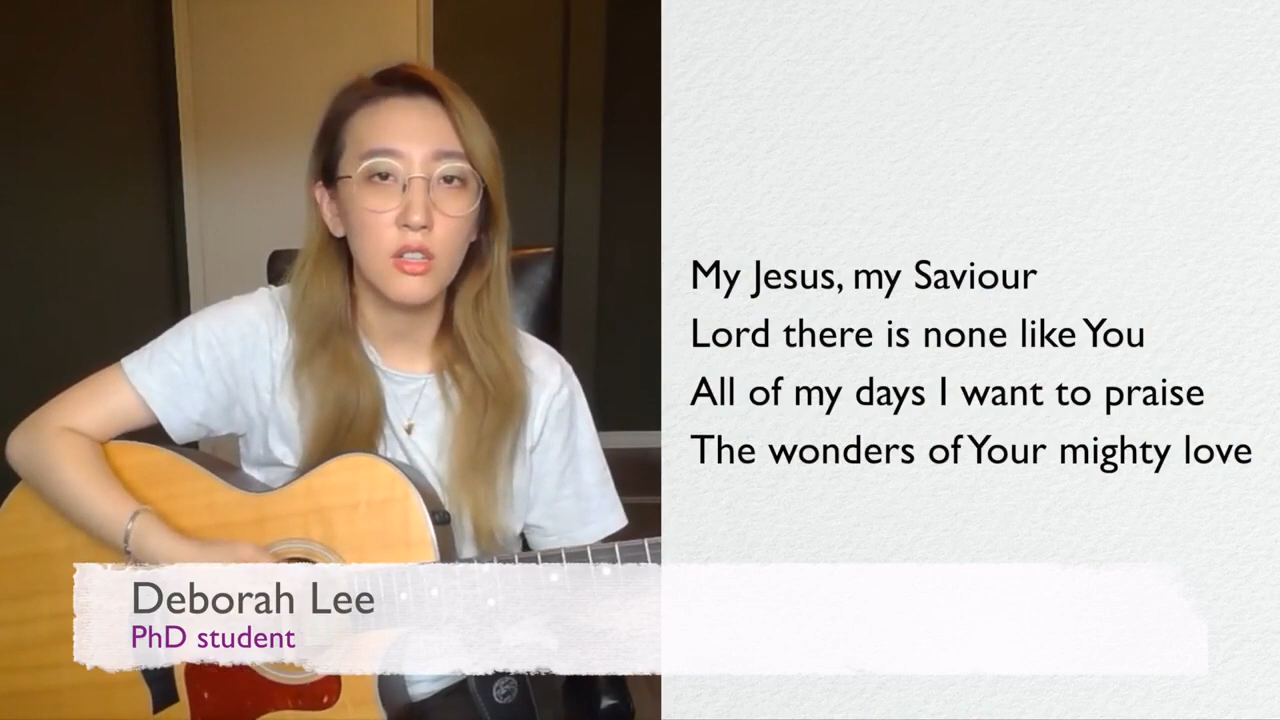 My Jesus, my Saviour
Lord there is none like You
All of my days I want to praise
The wonders of Your mighty love
Deborah Lee
PhD student